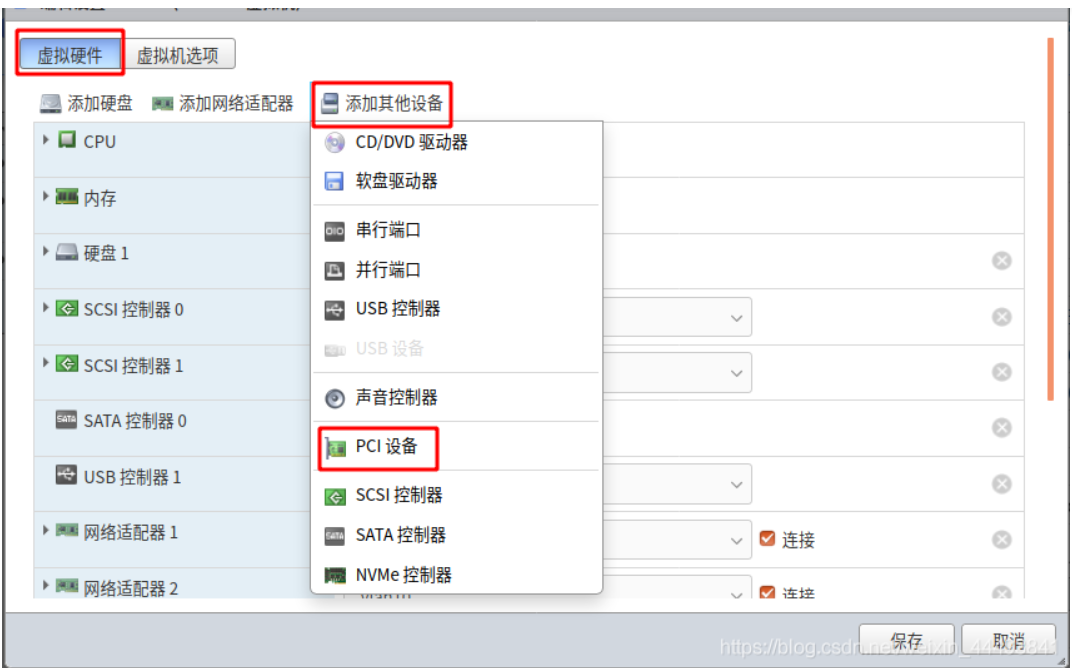 虚拟硬件 虚拟机选项
添加硬盘 添加网络适配器 添加其他设备
CPU
内存
硬盘 1
SCSI 控制器 0
SCSI 控制器 1
SATA 控制器 0
USB 控制器 1
网络适配器 1
网络适配器 2
CD/DVD 驱动器
软盘驱动器
串行端口
并行端口
USB 控制器
USB 设备
声音控制器
PCI 设备
SCSI 控制器
SATA 控制器
NVMe 控制器
连接
连接
保存 取消